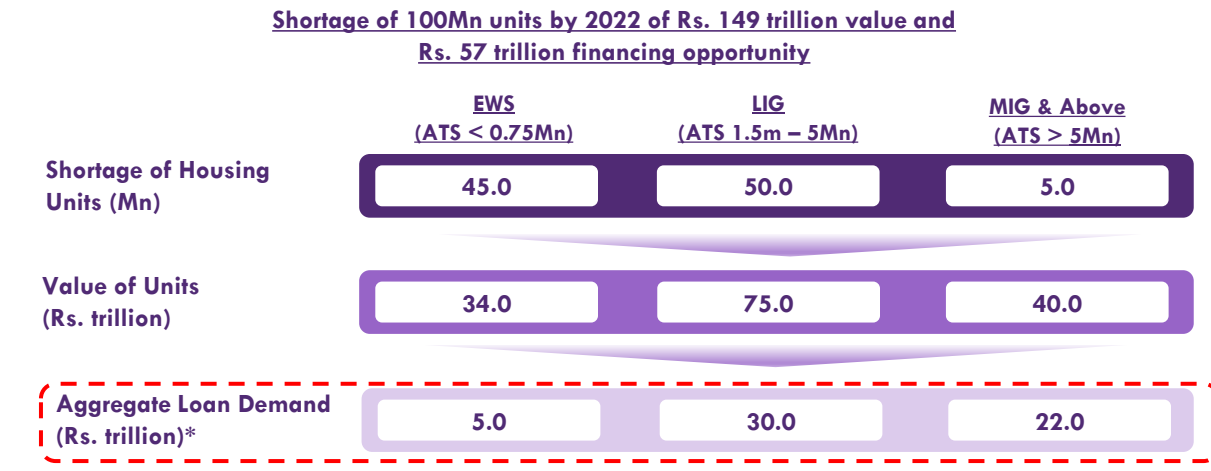 Shortage of 100Mn units by 2022 of Rs. 149 trillion value and
Rs. 57 trillion financing opportunity
EWS
(ATS < 0.75Mn)
LIG
(ATS 1.5m – 5Mn)
MIG & Above
(ATS > 5Mn)
Shortage of Housing
Units (Mn)
45.0
50.0
5.0
Value of Units
(Rs. trillion)
34.0
75.0
40.0
Aggregate Loan Demand
(Rs. trillion)*
5.0
30.0
22.0